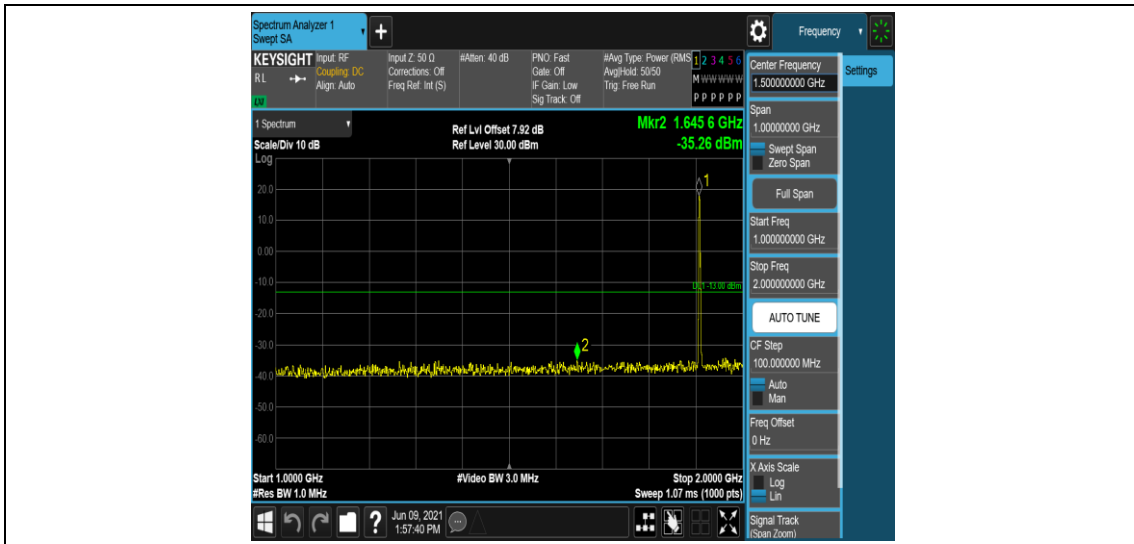 Spectrum Analyzer 1
Swept SA
+
Frequency
KEYSIGHT
RL
LXI
Input: RF
Coupling: DC
Align: Auto
Input Z: 50 Ω
Corrections: Off
Freq Ref: Int (S)
#Atten: 40 dB
PNO: Fast
Gate: Off
IF Gain: Low
Sig Track: Off
#Avg Type: Power (RMS
Avg|Hold: 50/50
Trig: Free Run
1 2 3 4 5 6
M W W W W W
P P P P P P
1 Spectrum
Scale/Div 10 dB
Log
Ref Lvl Offset 7.92 dB
Ref Level 30.00 dBm
Mkr2 1.645 6 GHz
-35.26 dBm
20.0
10.0
0.00
-10.0
-20.0
-30.0
-40.0
-50.0
-60.0
1
DL1 -13.00 dBm
2
Start 1.0000 GHz
#Res BW 1.0 MHz
#Video BW 3.0 MHz
Stop 2.0000 GHz
Sweep 1.07 ms (1000 pts)
Center Frequency
1.500000000 GHz
Settings
Span
1.00000000 GHz
Swept Span
Zero Span
Full Span
Start Freq
1.000000000 GHz
Stop Freq
2.000000000 GHz
AUTO TUNE
CF Step
100.000000 MHz
Auto
Man
Freq Offset
0 Hz
X Axis Scale
Log
Lin
Signal Track
(Span Zoom)
?
Jun 09, 2021
1:57:40 PM